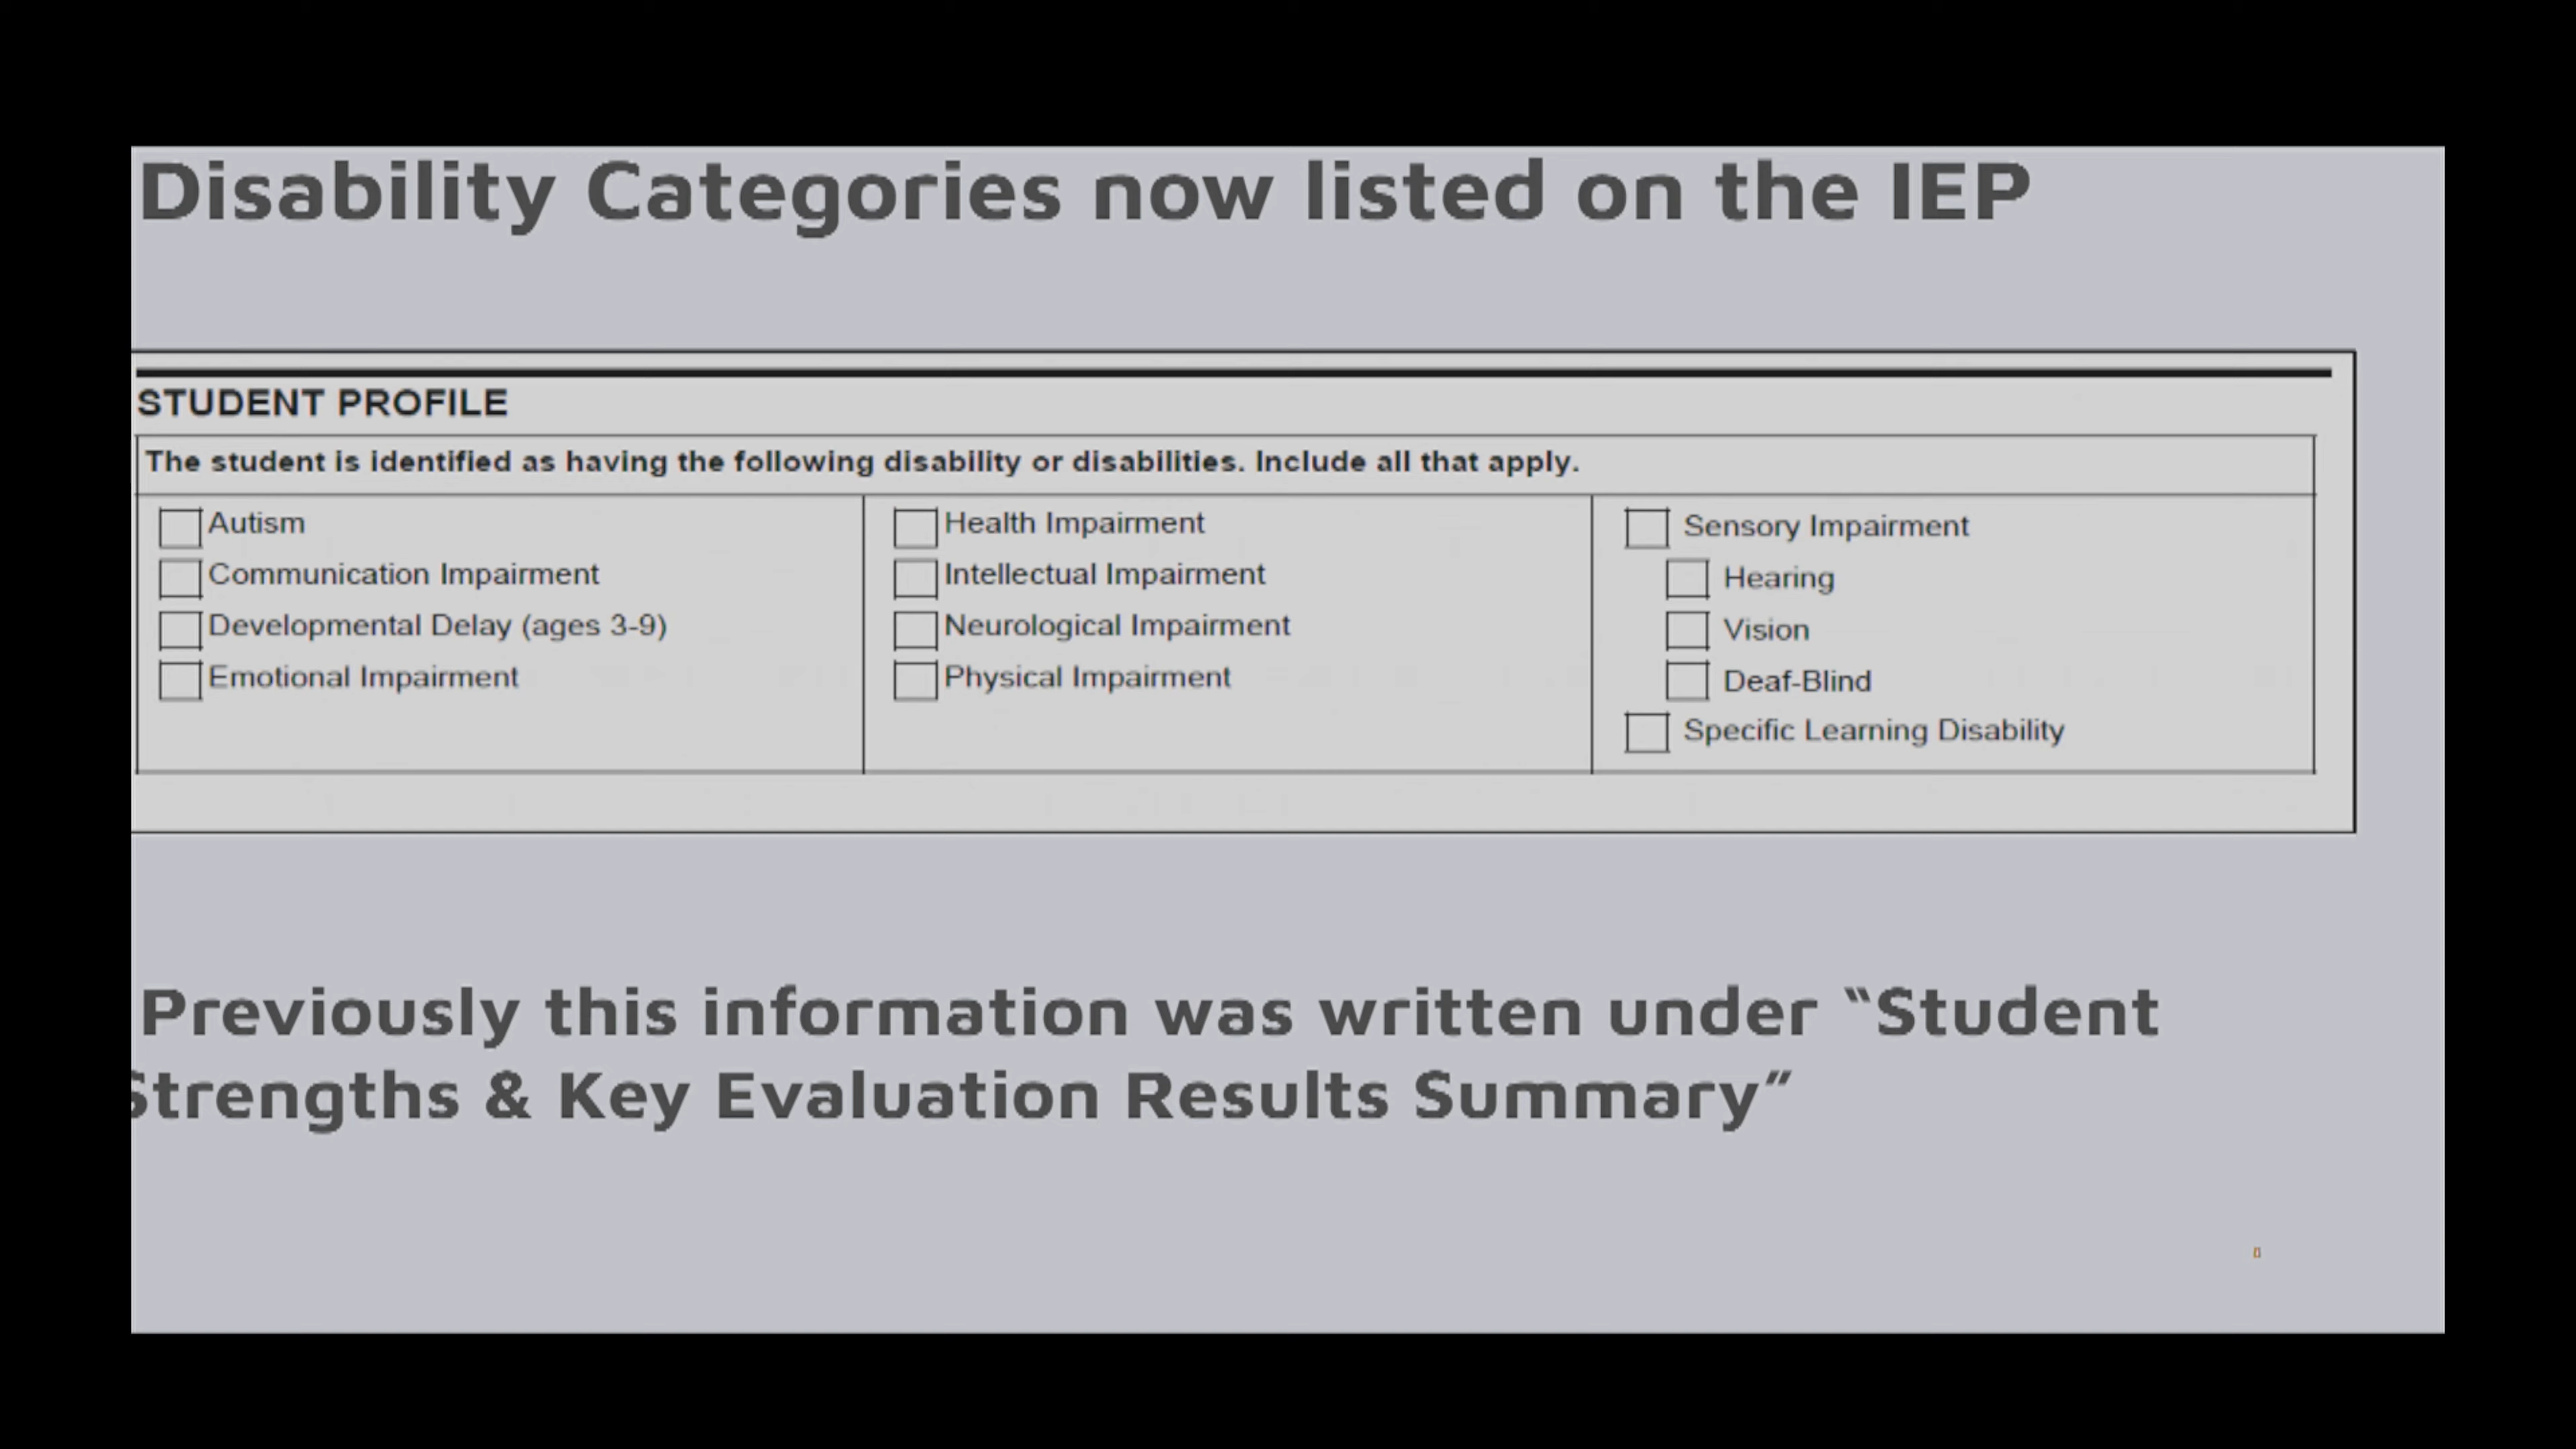 Disability Categories now listed on the IEP
STUDENT PROFILE
The student is identified as having the following disability or disabilities. Include all that apply.
Autism
Communication Impairment
Developmental Delay (ages 3-9)
Emotional Impairment
Health Impairment
Intellectual Impairment
Neurological Impairment
Physical Impairment
Sensory Impairment
Hearing
Vision
Deaf-Blind
Specific Learning Disability
Previously this information was written under “Student
Strengths & Key Evaluation Results Summary”